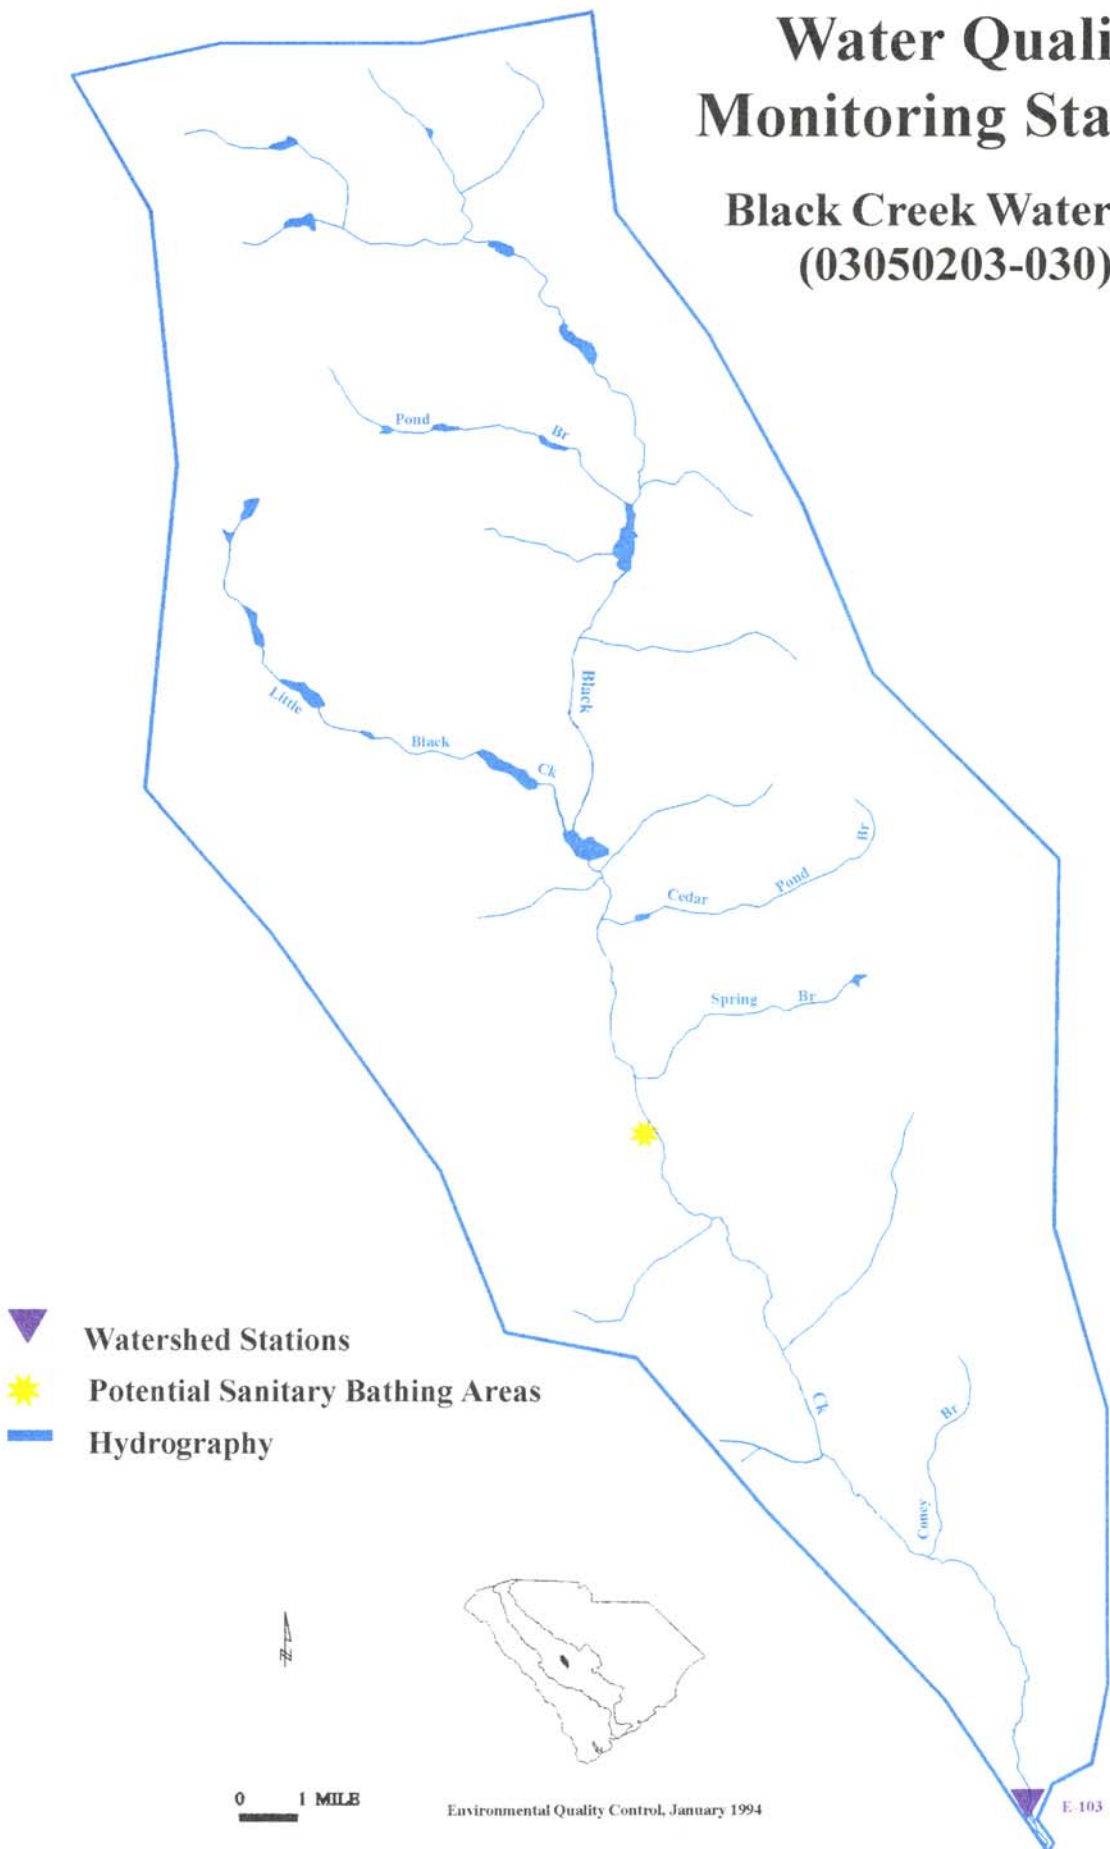 Water Quali
Monitoring Sta
Black Creek Water
(03050203-030)
Pond Br
Black
Little Black Ck
Cedar Pond Br
Spring Br
Ck
Coney Br
Watershed Stations
Potential Sanitary Bathing Areas
Hydrography
N
0 1 MILE
Environmental Quality Control, January 1994
E-103